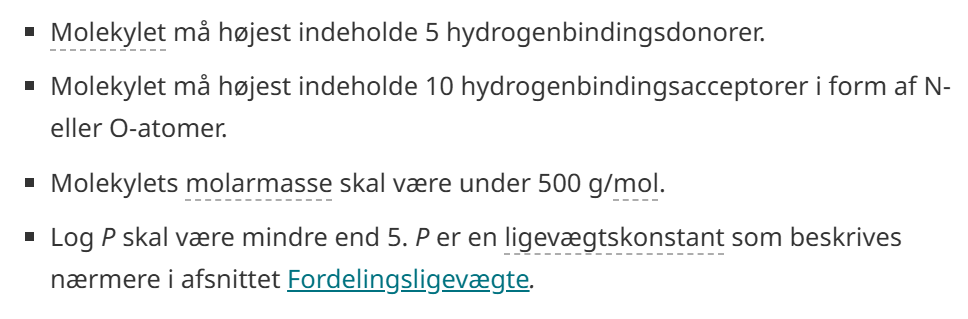 Molekylet må højest indeholde 5 hydrogenbindingsdonorer.
Molekylet må højest indeholde 10 hydrogenbindingsacceptorer i form af N-
eller O-atomer.
Molekylets molarmasse skal være under 500 g/mol.
Log P skal være mindre end 5. P er en ligevægtskonstant som beskrives
nærmere i afsnittet Fordelingsligevægte.